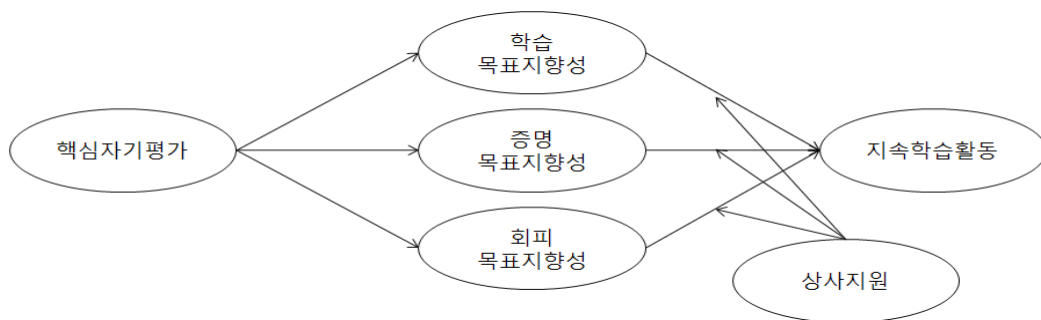 학습
목표지향성
핵심자기평가
증명
목표지향성
지속학습활동
회피
목표지향성
상사지원